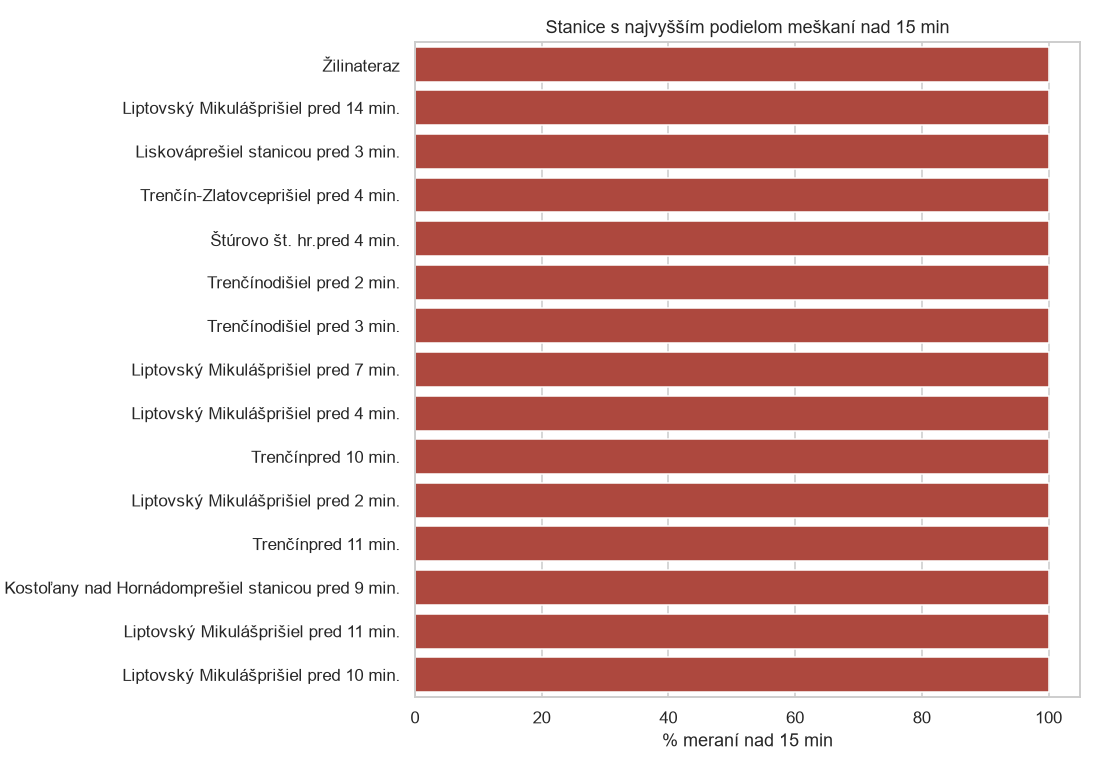 Stanice s najvyšším podielom meškaní nad 15 min
Žilinateraz
Liptovský Mikulášprišiel pred 14 min.
Liskováprešiel stanicou pred 3 min.
Trenčín-Zlatovceprišiel pred 4 min.
Štúrovo št. hr.pred 4 min.
Trenčínodišiel pred 2 min.
Trenčínodišiel pred 3 min.
Liptovský Mikulášprišiel pred 7 min.
Liptovský Mikulášprišiel pred 4 min.
Trenčínpred 10 min.
Liptovský Mikulášprišiel pred 2 min.
Trenčínpred 11 min.
Kostoľany nad Hornádomprešiel stanicou pred 9 min.
Liptovský Mikulášprišiel pred 11 min.
Liptovský Mikulášprišiel pred 10 min.
0 20 40 60 80 100
% meraní nad 15 min